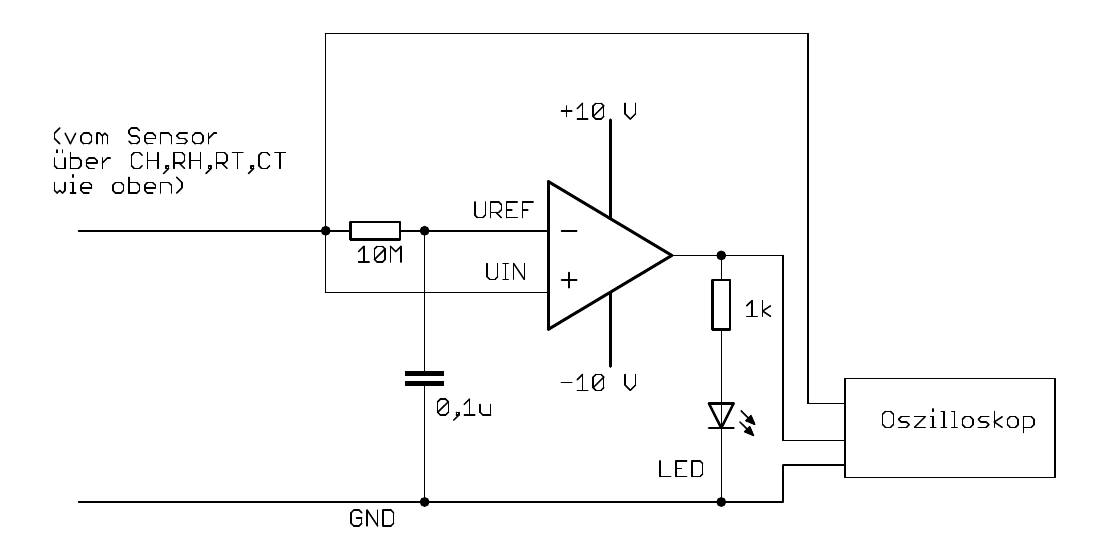 +10 V
(vom Sensor
über CH,RH,RT,CT
wie oben)
UREF
−
10M
UIN
+
1k
-10 V
0,1u
Oszilloskop
LED
GND